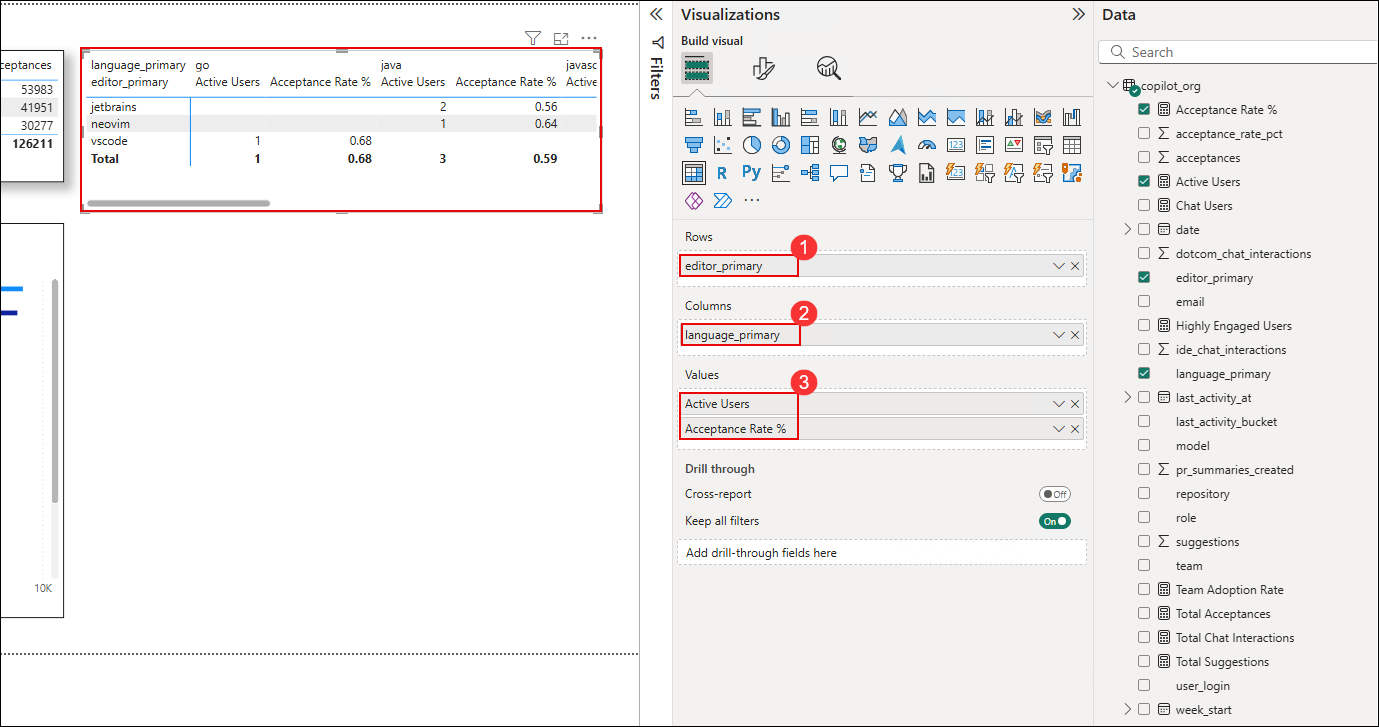 cceptances
53983
41951
30277
126211
language_primary go java javasc
editor_primary Active Users Acceptance Rate % Active Users Acceptance Rate % Active
jetbrains 2 0.56
neovim 1 0.64
vscode 1 0.68
Total 1 0.68 3 0.59
10K
Filters
Visualizations
Build visual
123
R Py 123
...
Rows
1
editor_primary
Columns
2
language_primary
Values
3
Active Users
Acceptance Rate %
Drill through
Cross-report Off
Keep all filters On
Add drill-through fields here
Data
Search
copilot_org
Acceptance Rate %
acceptance_rate_pct
acceptances
Active Users
Chat Users
date
dotcom_chat_interactions
editor_primary
email
Highly Engaged Users
ide_chat_interactions
language_primary
last_activity_at
last_activity_bucket
model
pr_summaries_created
repository
role
suggestions
team
Team Adoption Rate
Total Acceptances
Total Chat Interactions
Total Suggestions
user_login
week_start